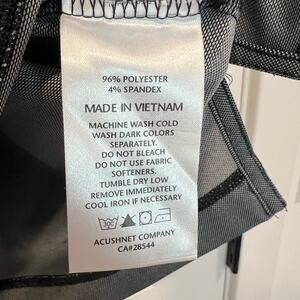 96% POLYESTER
4% SPANDEX
MADE IN VIETNAM
MACHINE WASH COLD
WASH DARK COLORS
SEPARATELY.
DO NOT BLEACH
DO NOT USE FABRIC
SOFTENERS.
TUMBLE DRY LOW
REMOVE IMMEDIATELY
COOL IRON IF NECESSARY
ACUSHNET COMPANY
CA#28544